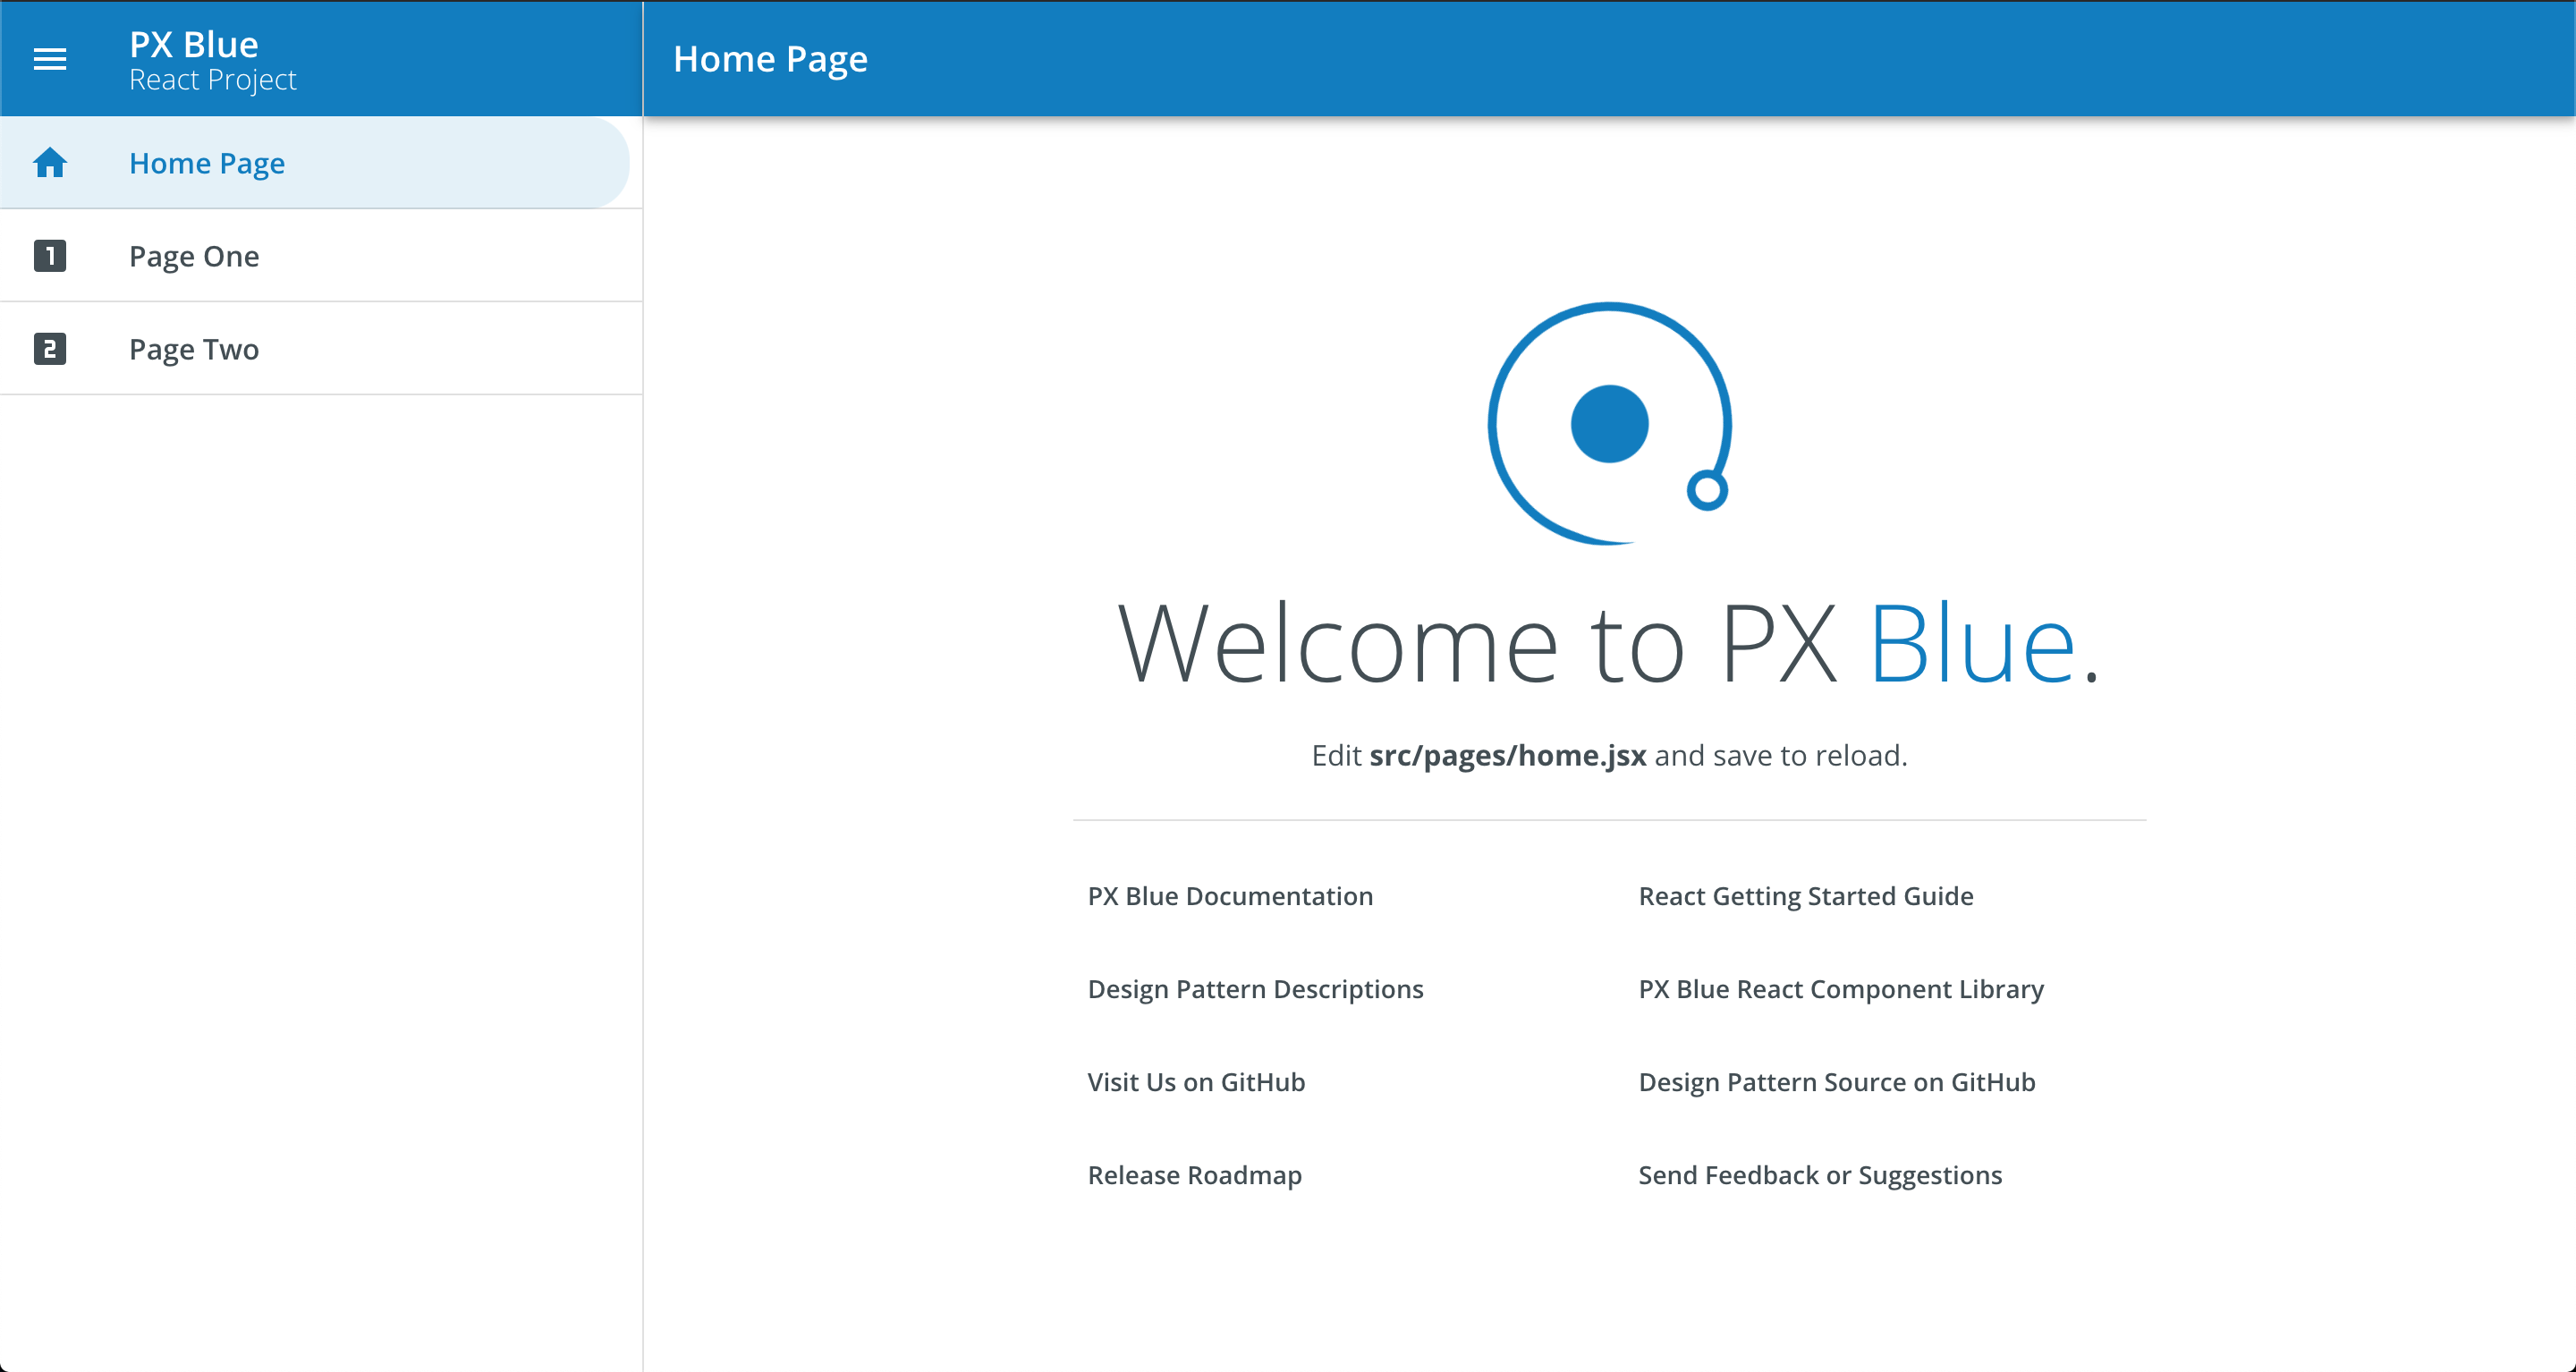 PX Blue
React Project
Home Page
Home Page
1
Page One
2
Page Two
Welcome to PX Blue.
Edit src/pages/home.jsx and save to reload.
PX Blue Documentation
React Getting Started Guide
Design Pattern Descriptions
PX Blue React Component Library
Visit Us on GitHub
Design Pattern Source on GitHub
Release Roadmap
Send Feedback or Suggestions